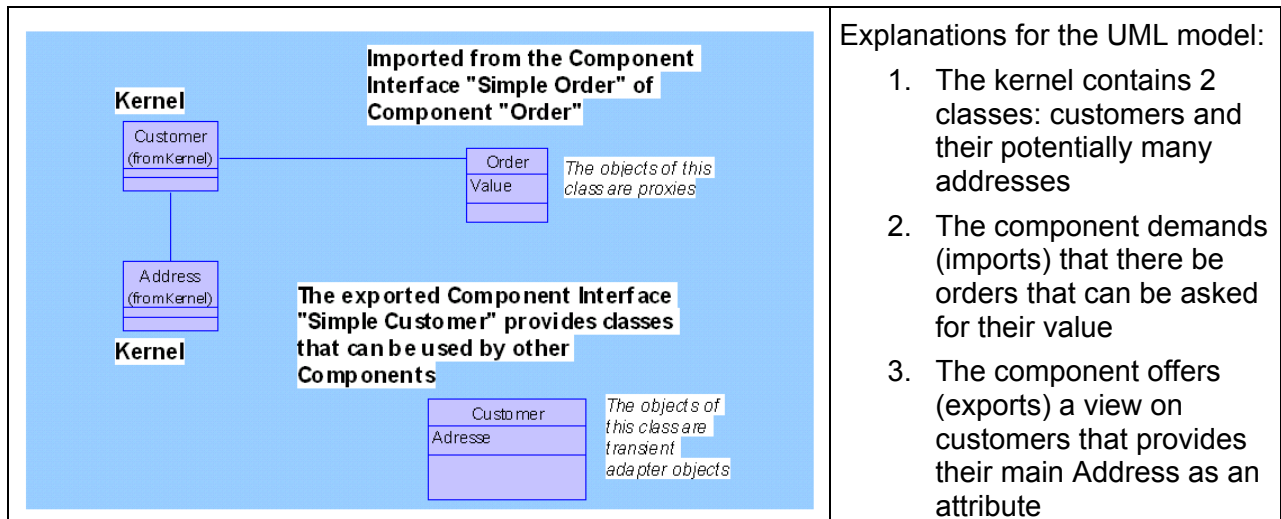 Imported from the Component
Interface "Simple Order" of
Component "Order"
Kernel
Customer
(fromKernel)
Order
Value
The objects of this
class are proxies
Address
(fromKernel)
Kernel
The exported Component Interface
"Simple Customer" provides classes
that can be used by other
Components
Customer
Adresse
The objects of
this class are
transient
adapter objects
Explanations for the UML model:
1. The kernel contains 2
classes: customers and
their potentially many
addresses
2. The component demands
(imports) that there be
orders that can be asked
for their value
3. The component offers
(exports) a view on
customers that provides
their main Address as an
attribute